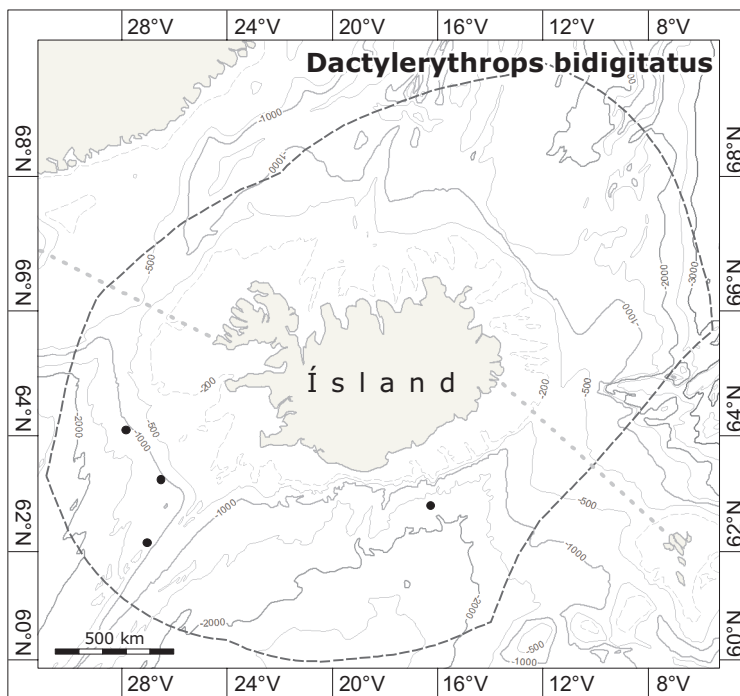 28°V 24°V 20°V 16°V 12°V 8°V
Dactylerythrops bidigitatus
68°N 68°N
66°N 66°N
64°N 64°N
62°N 62°N
60°N 60°N
-1000
-1000
-500
-2000
-3000
-1000
-200
-200
-500
Ísland
-2000
-500
-1000
-1000
-500
-1000
-2000
2000
-500
-1000
500 km
28°V 24°V 20°V 16°V 12°V 8°V